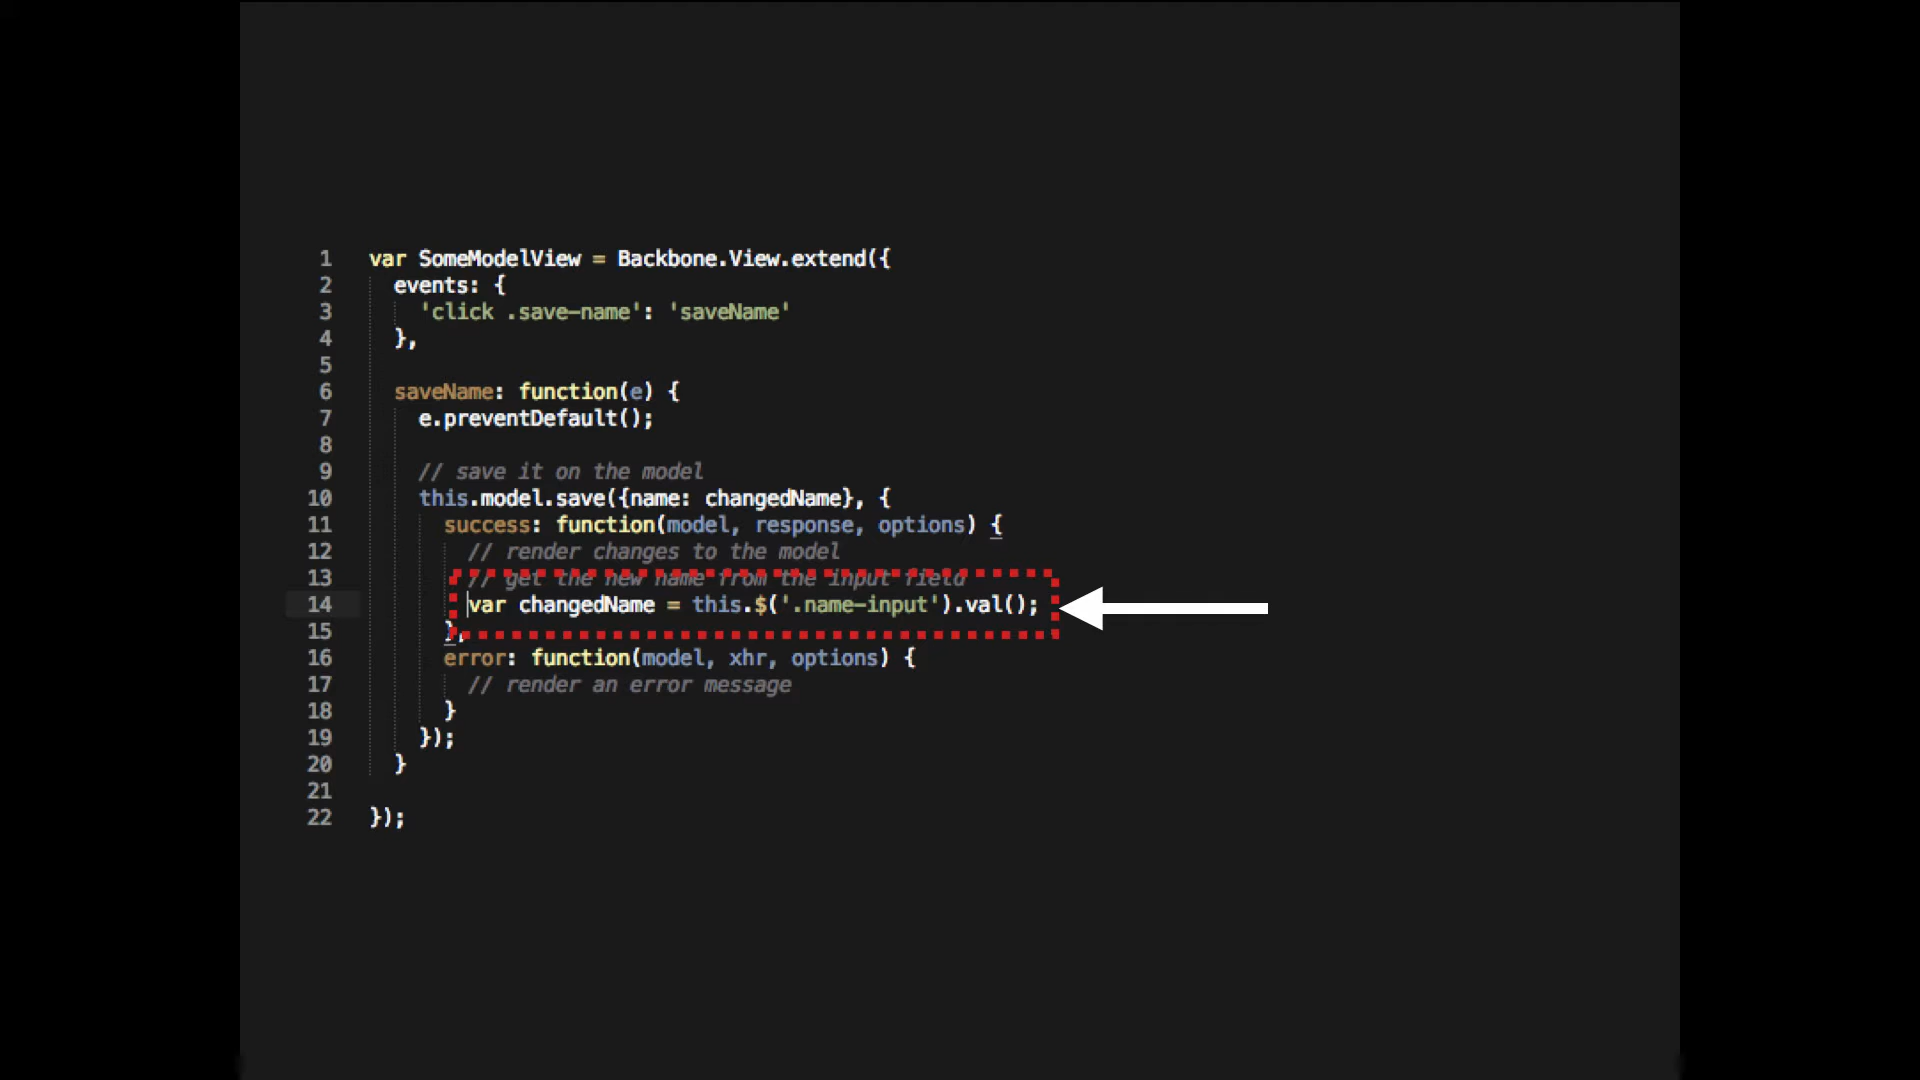 1 var SomeModelView = Backbone.View.extend({
2 events: {
3 'click .save-name': 'saveName'
4 },
5
6 saveName: function(e) {
7 e.preventDefault();
8
9 // save it on the model
10 this.model.save({name: changedName}, {
11 success: function(model, response, options) {
12 // render changes to the model
13 // get the new name from the input field
14 var changedName = this.$('.name-input').val();
15 },
16 error: function(model, xhr, options) {
17 // render an error message
18 }
19 });
20 }
21
22 });